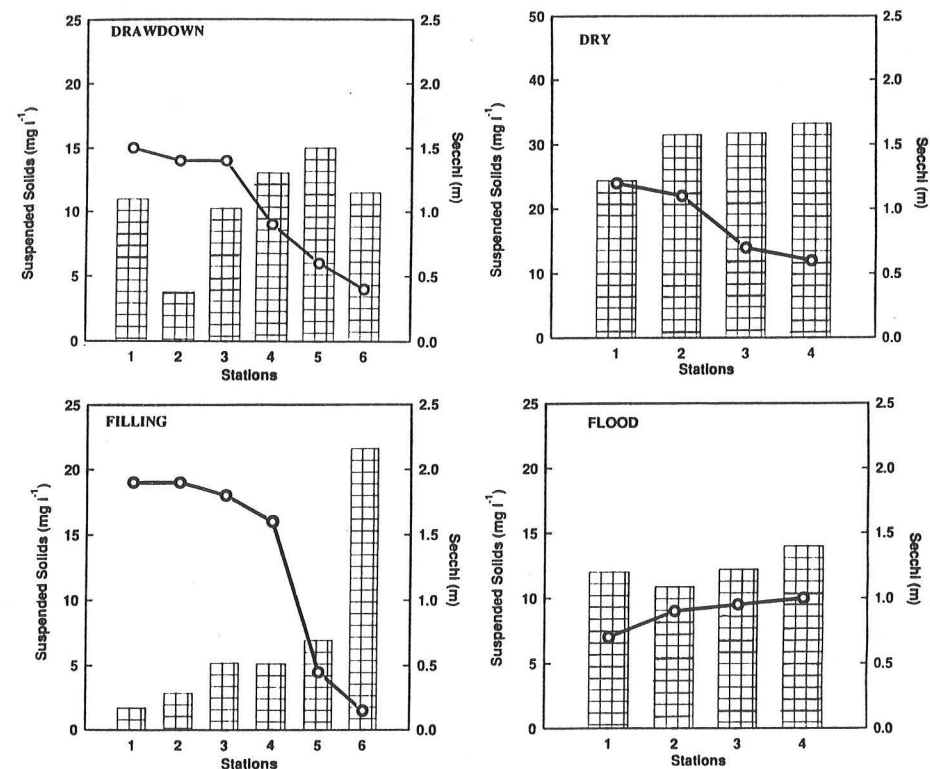 DRAWDOWN
25
20
15
10
5
0
Suspended Solids (mg l-1)
2.5
2.0
1.5
1.0
0.5
0.0
Secchi (m)
1 2 3 4 5 6
Stations
DRY
50
40
30
20
10
0
Suspended Solids (mg l-1)
2.5
2.0
1.5
1.0
0.5
0.0
Secchi (m)
1 2 3 4
Stations
FILLING
25
20
15
10
5
0
Suspended Solids (mg l-1)
2.5
2.0
1.5
1.0
0.5
0.0
Secchi (m)
1 2 3 4 5 6
Stations
FLOOD
25
20
15
10
5
0
Suspended Solids (mg l-1)
2.5
2.0
1.5
1.0
0.5
0.0
Secchi (m)
1 2 3 4
Stations